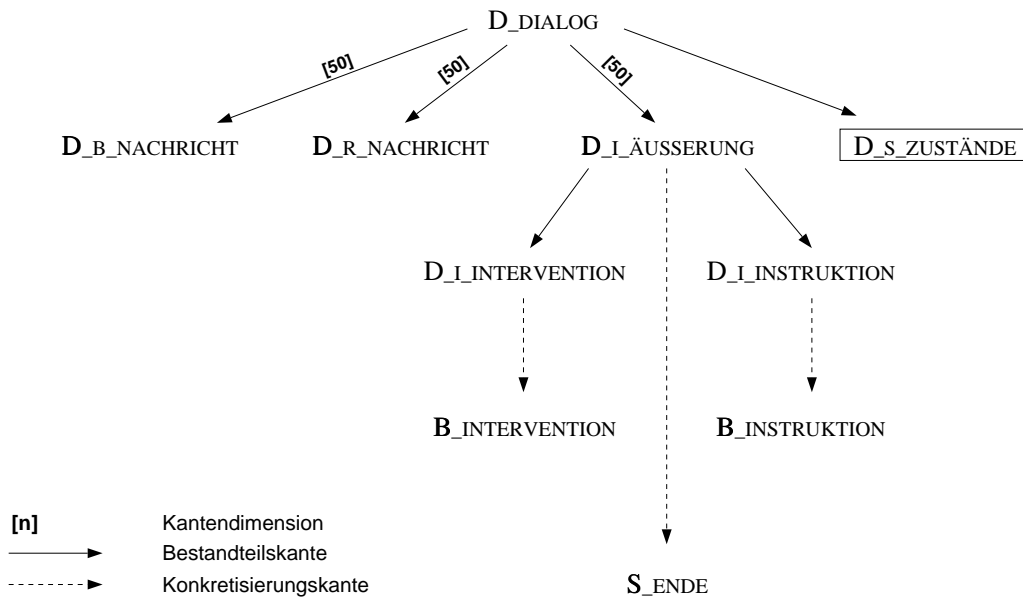 D_DIALOG
[50] [50] [50]
D_B_NACHRICHT D_R_NACHRICHT D_I_ÄUSSERUNG D_S_ZUSTÄNDE
D_I_INTERVENTION D_I_INSTRUKTION
B_INTERVENTION B_INSTRUKTION
[n] Kantendimension
Bestandteilskante
Konkretisierungskante S_ENDE